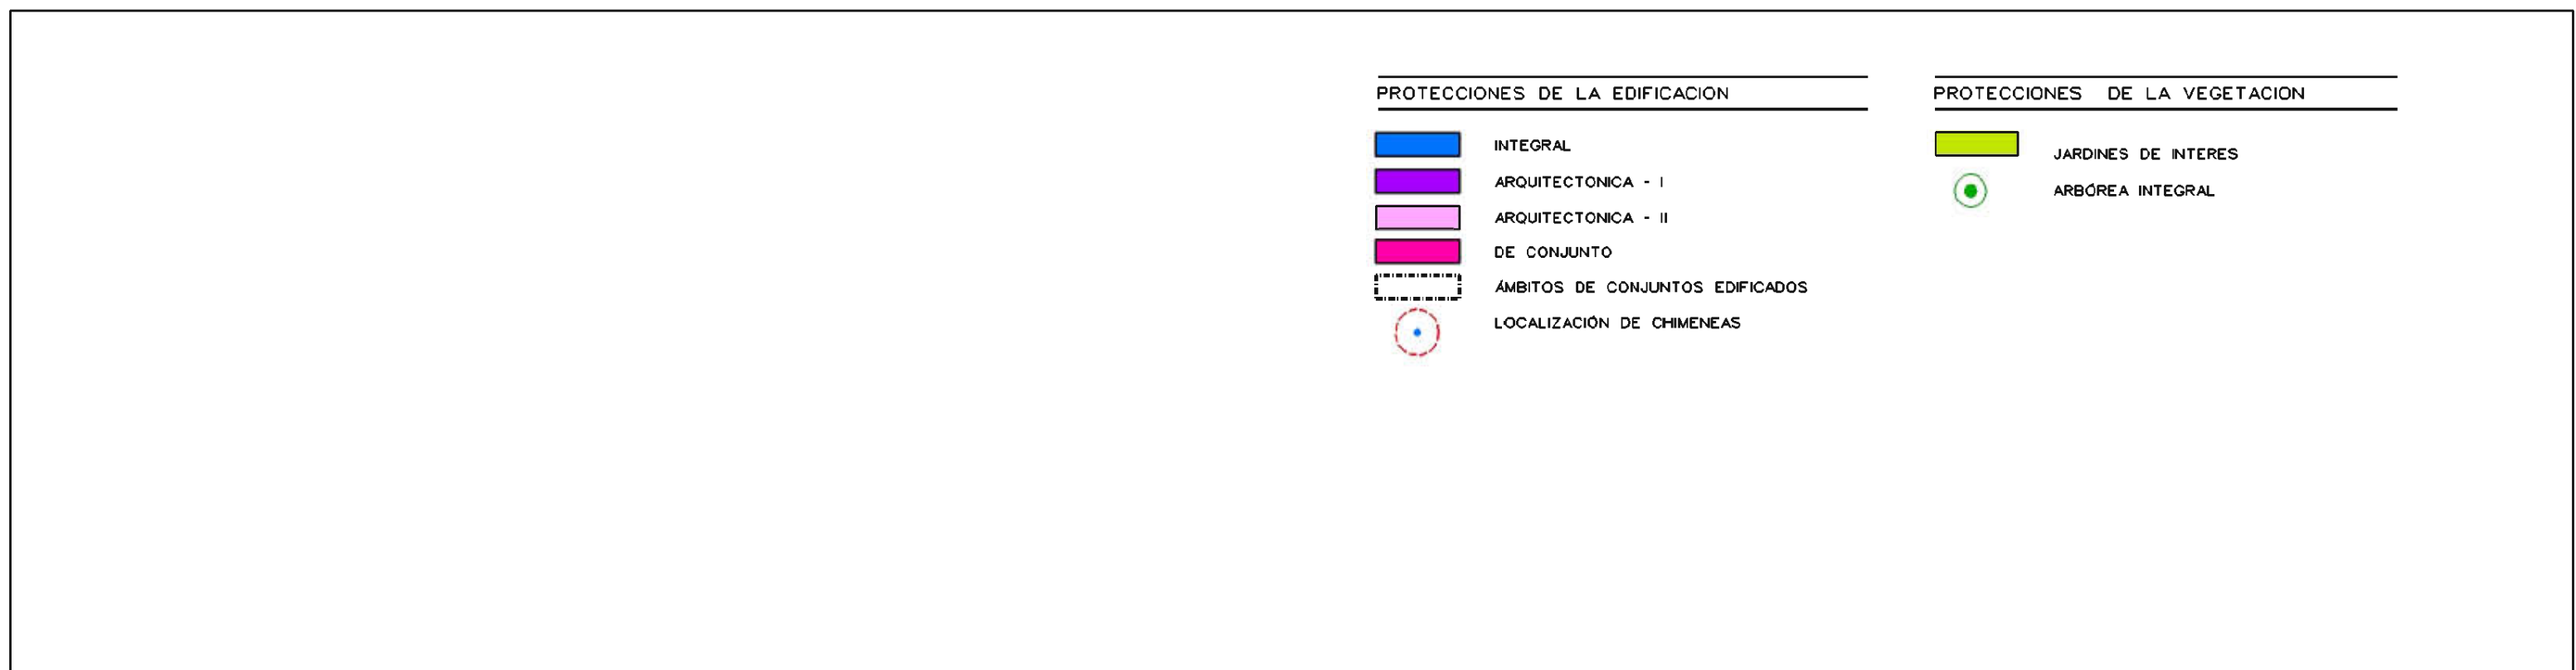 PROTECCIONES DE LA EDIFICACION
INTEGRAL
ARQUITECTONICA - I
ARQUITECTONICA - II
DE CONJUNTO
ÁMBITOS DE CONJUNTOS EDIFICADOS
LOCALIZACIÓN DE CHIMENEAS
PROTECCIONES DE LA VEGETACION
JARDINES DE INTERES
ARBÓREA INTEGRAL